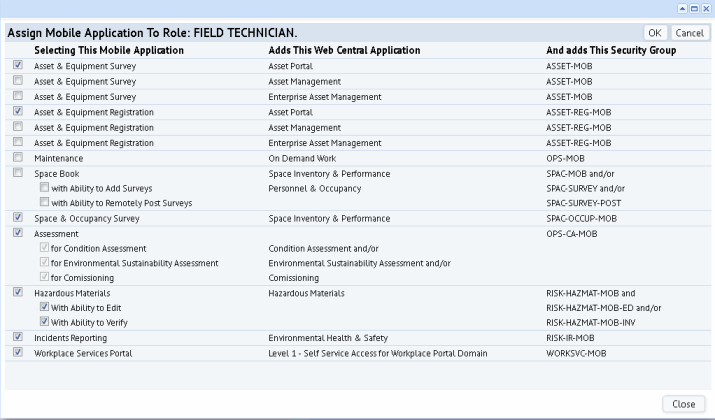 Assign Mobile Application To Role: FIELD TECHNICIAN. OK Cancel
Selecting This Mobile Application Adds This Web Central Application And adds This Security Group
Asset & Equipment Survey Asset Portal ASSET-MOB
Asset & Equipment Survey Asset Management ASSET-MOB
Asset & Equipment Survey Enterprise Asset Management ASSET-MOB
Asset & Equipment Registration Asset Portal ASSET-REG-MOB
Asset & Equipment Registration Asset Management ASSET-REG-MOB
Asset & Equipment Registration Enterprise Asset Management ASSET-REG-MOB
Maintenance On Demand Work OPS-MOB
Space Book Space Inventory & Performance SPAC-MOB and/or
with Ability to Add Surveys Personnel & Occupancy SPAC-SURVEY and/or
with Ability to Remotely Post Surveys SPAC-SURVEY-POST
Space & Occupancy Survey Space Inventory & Performance SPAC-OCCUP-MOB
Assessment OPS-CA-MOB
for Condition Assessment Condition Assessment and/or
for Environmental Sustainability Assessment Environmental Sustainability Assessment and/or
for Comissioning Comissioning
Hazardous Materials Hazardous Materials RISK-HAZMAT-MOB and
With Ability to Edit RISK-HAZMAT-MOB-ED and/or
With Ability to Verify RISK-HAZMAT-MOB-INV
Incidents Reporting Environmental Health & Safety RISK-IR-MOB
Workplace Services Portal Level 1 - Self Service Access for Workplace Portal Domain WORKSVC-MOB
Close